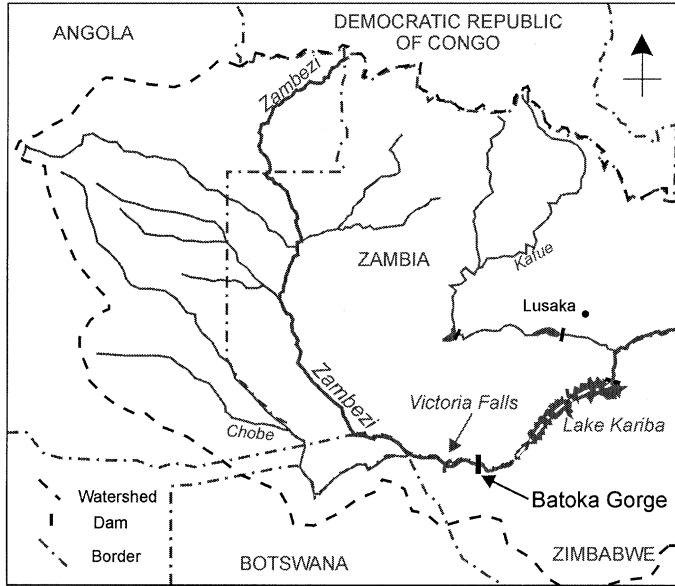 ANGOLA
DEMOCRATIC REPUBLIC
OF CONGO
Zambezi
ZAMBIA
Kafue
Lusaka
Zambezi
Victoria Falls
Lake Kariba
Chobe
Batoka Gorge
Watershed
Dam
Border
BOTSWANA
ZIMBABWE